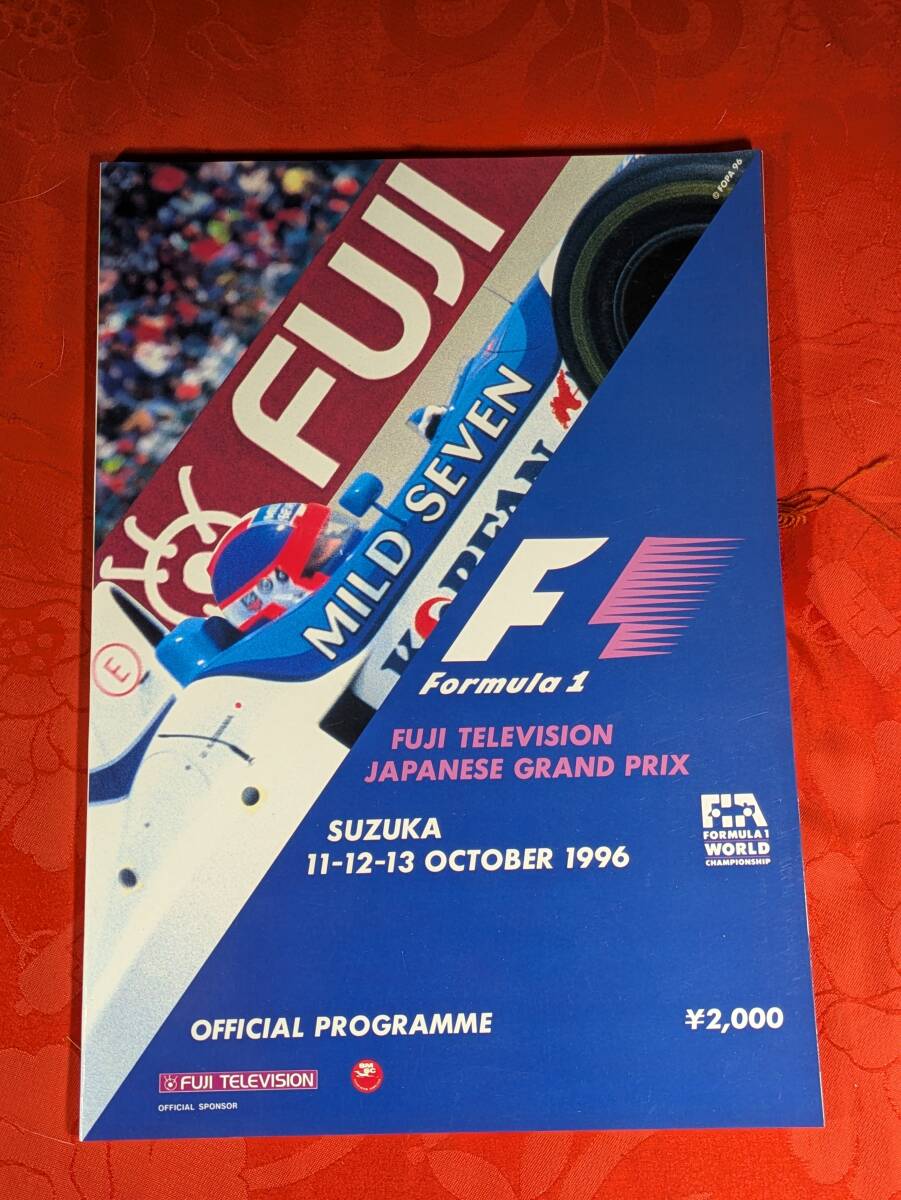 © FOPA 96
FUJI
MILD SEVEN
KOREAN
E
F1
Formula 1
FUJI TELEVISION
JAPANESE GRAND PRIX
SUZUKA
11-12-13 OCTOBER 1996
FIA
FORMULA 1
WORLD
CHAMPIONSHIP
OFFICIAL PROGRAMME
¥2,000
FUJI TELEVISION
OFFICIAL SPONSOR